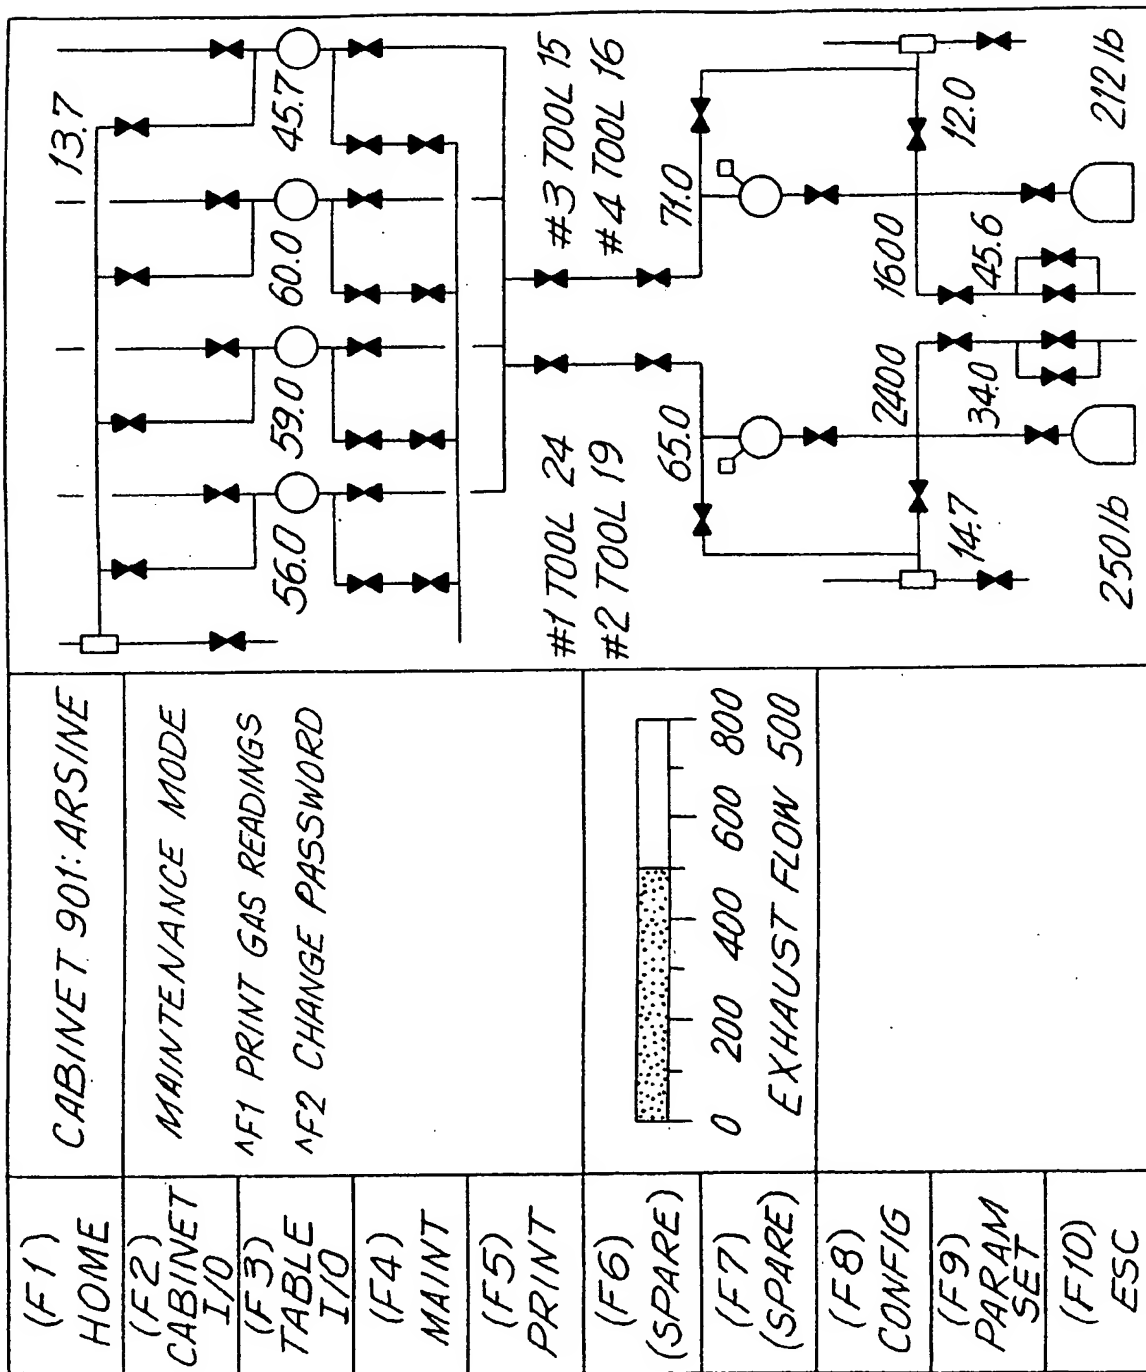 (F1)
HOME
(F2)
CABINET
I/O
(F3)
TABLE
I/O
(F4)
MAINT
(F5)
PRINT
(F6)
(SPARE)
(F7)
(SPARE)
(F8)
CONFIG
(F9)
PARAM
SET
(F10)
ESC
CABINET 901: ARSINE
MAINTENANCE MODE
^F1 PRINT GAS READINGS
^F2 CHANGE PASSWORD
0 200 400 600 800
EXHAUST FLOW 500
13.7
56.0 59.0 60.0 45.7
#1 TOOL 24
#2 TOOL 19
#3 TOOL 15
#4 TOOL 16
65.0 71.0
2400 1600
14.7 34.0 45.6 12.0
250 lb 212 lb